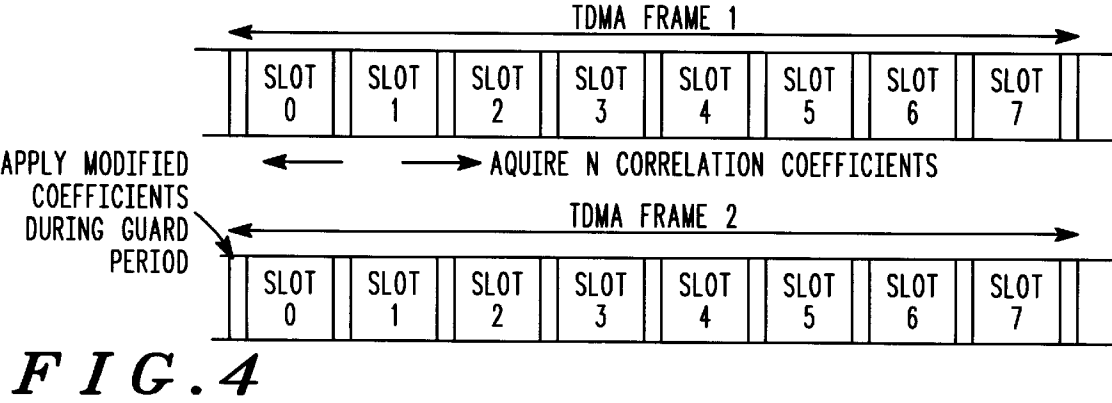 TDMA FRAME 1
SLOT 0 SLOT 1 SLOT 2 SLOT 3 SLOT 4 SLOT 5 SLOT 6 SLOT 7
AQUIRE N CORRELATION COEFFICIENTS
APPLY MODIFIED
COEFFICIENTS
DURING GUARD
PERIOD
TDMA FRAME 2
SLOT 0 SLOT 1 SLOT 2 SLOT 3 SLOT 4 SLOT 5 SLOT 6 SLOT 7
FIG.4